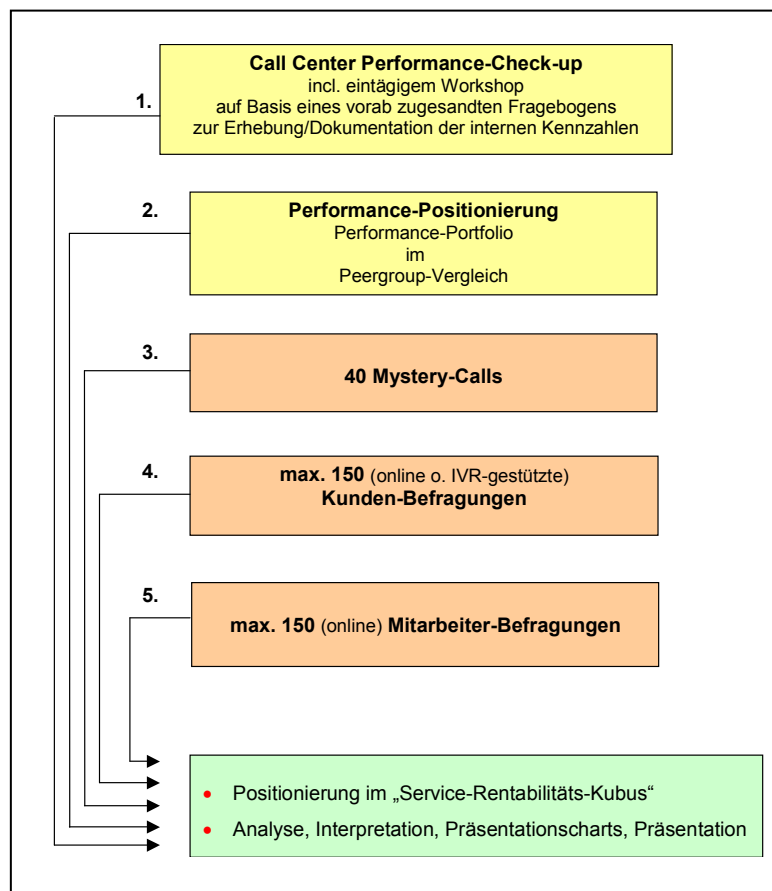 Call Center Performance-Check-up
incl. eintägigem Workshop
1.
auf Basis eines vorab zugesandten Fragebogens
zur Erhebung/Dokumentation der internen Kennzahlen
2.
Performance-Positionierung
Performance-Portfolio
im
Peergroup-Vergleich
3.
40 Mystery-Calls
4.
max. 150 (online o. IVR-gestützte)
Kunden-Befragungen
5.
max. 150 (online) Mitarbeiter-Befragungen
• Positionierung im „Service-Rentabilitäts-Kubus“
• Analyse, Interpretation, Präsentationscharts, Präsentation